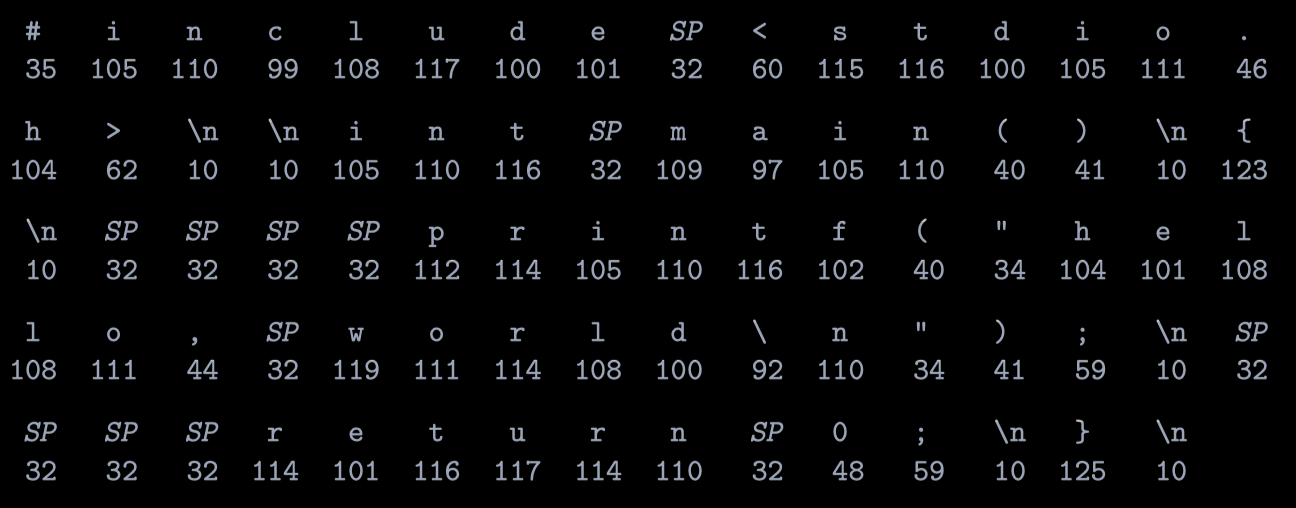 # i n c l u d e SP < s t d i o .
35 105 110 99 108 117 100 101 32 60 115 116 100 105 111 46
h > \n \n i n t SP m a i n ( ) \n {
104 62 10 10 105 110 116 32 109 97 105 110 40 41 10 123
\n SP SP SP SP p r i n t f ( " h e l
10 32 32 32 32 112 114 105 110 116 102 40 34 104 101 108
l o , SP w o r l d \ n " ) ; \n SP
108 111 44 32 119 111 114 108 100 92 110 34 41 59 10 32
SP SP SP r e t u r n SP 0 ; \n } \n
32 32 32 114 101 116 117 114 110 32 48 59 10 125 10